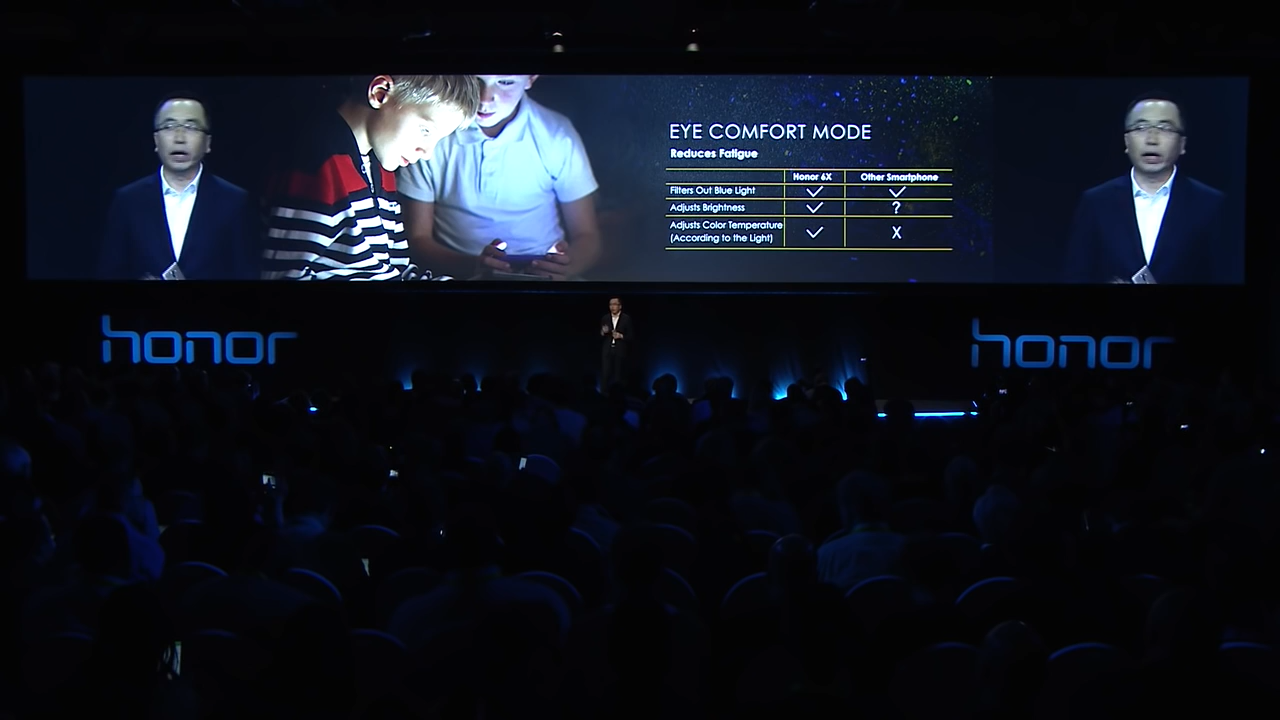 EYE COMFORT MODE
Reduces Fatigue
Honor 6X Other Smartphone
Filters Out Blue Light ✓ ✓
Adjusts Brightness ✓ ?
Adjusts Color Temperature
(According to the Light) ✓ X
honor honor